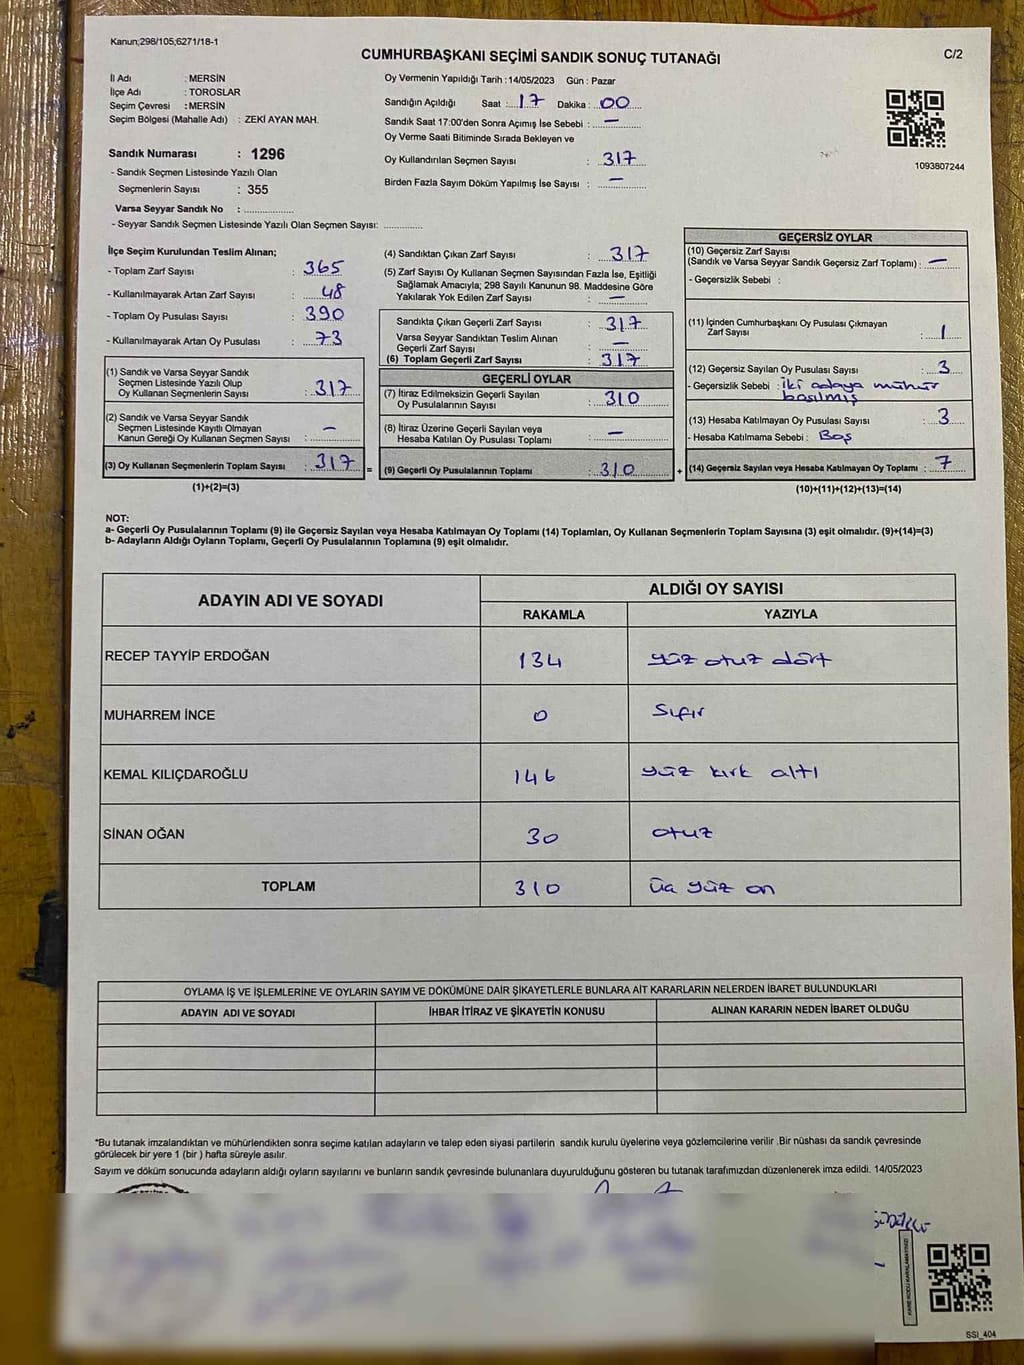 Kanun;298/105;6271/18-1
CUMHURBAŞKANI SEÇİMİ SANDIK SONUÇ TUTANAĞI
C/2
İl Adı : MERSİN
İlçe Adı : TOROSLAR
Seçim Çevresi : MERSİN
Seçim Bölgesi (Mahalle Adı) : ZEKİ AYAN MAH.
Sandık Numarası : 1296
- Sandık Seçmen Listesinde Yazılı Olan
Seçmenlerin Sayısı : 355
Varsa Seyyar Sandık No : ................
- Seyyar Sandık Seçmen Listesinde Yazılı Olan Seçmen Sayısı: ............
Oy Vermenin Yapıldığı Tarih : 14/05/2023 Gün : Pazar
Sandığın Açıldığı Saat : 17 Dakika : 00
Sandık Saat 17:00'den Sonra Açımış İse Sebebi : —
Oy Verme Saati Bitiminde Sırada Bekleyen ve
Oy Kullandırılan Seçmen Sayısı : 317
Birden Fazla Sayım Döküm Yapılmış İse Sayısı : —
1093807244
İlçe Seçim Kurulundan Teslim Alınan;
- Toplam Zarf Sayısı : 365
- Kullanılmayarak Artan Zarf Sayısı : 48
- Toplam Oy Pusulası Sayısı : 390
- Kullanılmayarak Artan Oy Pusulası : 73
(1) Sandık ve Varsa Seyyar Sandık
Seçmen Listesinde Yazılı Olup
Oy Kullanan Seçmenlerin Sayısı : 317
(2) Sandık ve Varsa Seyyar Sandık
Seçmen Listesinde Kayıtlı Olmayan
Kanun Gereği Oy Kullanan Seçmen Sayısı : —
(3) Oy Kullanan Seçmenlerin Toplam Sayısı : 317 =
(1)+(2)=(3)
(4) Sandıktan Çıkan Zarf Sayısı : 317
(5) Zarf Sayısı Oy Kullanan Seçmen Sayısından Fazla İse, Eşitliği
Sağlamak Amacıyla; 298 Sayılı Kanunun 98. Maddesine Göre
Yakılarak Yok Edilen Zarf Sayısı : —
Sandıkta Çıkan Geçerli Zarf Sayısı : 317
Varsa Seyyar Sandıktan Teslim Alınan
Geçerli Zarf Sayısı : —
(6) Toplam Geçerli Zarf Sayısı : 317
GEÇERLİ OYLAR
(7) İtiraz Edilmeksizin Geçerli Sayılan
Oy Pusulalarının Sayısı : 310
(8) İtiraz Üzerine Geçerli Sayılan veya
Hesaba Katılan Oy Pusulası Toplamı : —
(9) Geçerli Oy Pusulalarının Toplamı : 310 +
GEÇERSİZ OYLAR
(10) Geçersiz Zarf Sayısı
(Sandık ve Varsa Seyyar Sandık Geçersiz Zarf Toplamı) : —
- Geçersizlik Sebebi :
(11) İçinden Cumhurbaşkanı Oy Pusulası Çıkmayan
Zarf Sayısı : 1
(12) Geçersiz Sayılan Oy Pusulası Sayısı : 3
- Geçersizlik Sebebi : iki adaya mühür
basılmış
(13) Hesaba Katılmayan Oy Pusulası Sayısı : 3
- Hesaba Katılmama Sebebi : Boş
(14) Geçersiz Sayılan veya Hesaba Katılmayan Oy Toplamı : 7
(10)+(11)+(12)+(13)=(14)
NOT:
a- Geçerli Oy Pusulalarının Toplamı (9) ile Geçersiz Sayılan veya Hesaba Katılmayan Oy Toplamı (14) Toplamları, Oy Kullanan Seçmenlerin Toplam Sayısına (3) eşit olmalıdır. (9)+(14)=(3)
b- Adayların Aldığı Oyların Toplamı, Geçerli Oy Pusulalarının Toplamına (9) eşit olmalıdır.
ADAYIN ADI VE SOYADI
ALDIĞI OY SAYISI
RAKAMLA YAZIYLA
RECEP TAYYİP ERDOĞAN 134 yüz otuz dört
MUHARREM İNCE 0 Sıfır
KEMAL KILIÇDAROĞLU 146 yüz kırk altı
SİNAN OĞAN 30 otuz
TOPLAM 310 üç yüz on
OYLAMA İŞ VE İŞLEMLERİNE VE OYLARIN SAYIM VE DÖKÜMÜNE DAİR ŞİKAYETLERLE BUNLARA AİT KARARLARIN NELERDEN İBARET BULUNDUKLARI
ADAYIN ADI VE SOYADI İHBAR İTİRAZ VE ŞİKAYETİN KONUSU ALINAN KARARIN NEDEN İBARET OLDUĞU
*Bu tutanak imzalandıktan ve mühürlendikten sonra seçime katılan adayların ve talep eden siyasi partilerin sandık kurulu üyelerine veya gözlemcilerine verilir .Bir nüshası da sandık çevresinde
görülecek bir yere 1 (bir ) hafta süreyle asılır.
Sayım ve döküm sonucunda adayların aldığı oyların sayılarını ve bunların sandık çevresinde bulunanlara duyurulduğunu gösteren bu tutanak tarafımızdan düzenlenerek imza edildi. 14/05/2023
KARE KODU KARALAMAYINIZ!
SSI_404